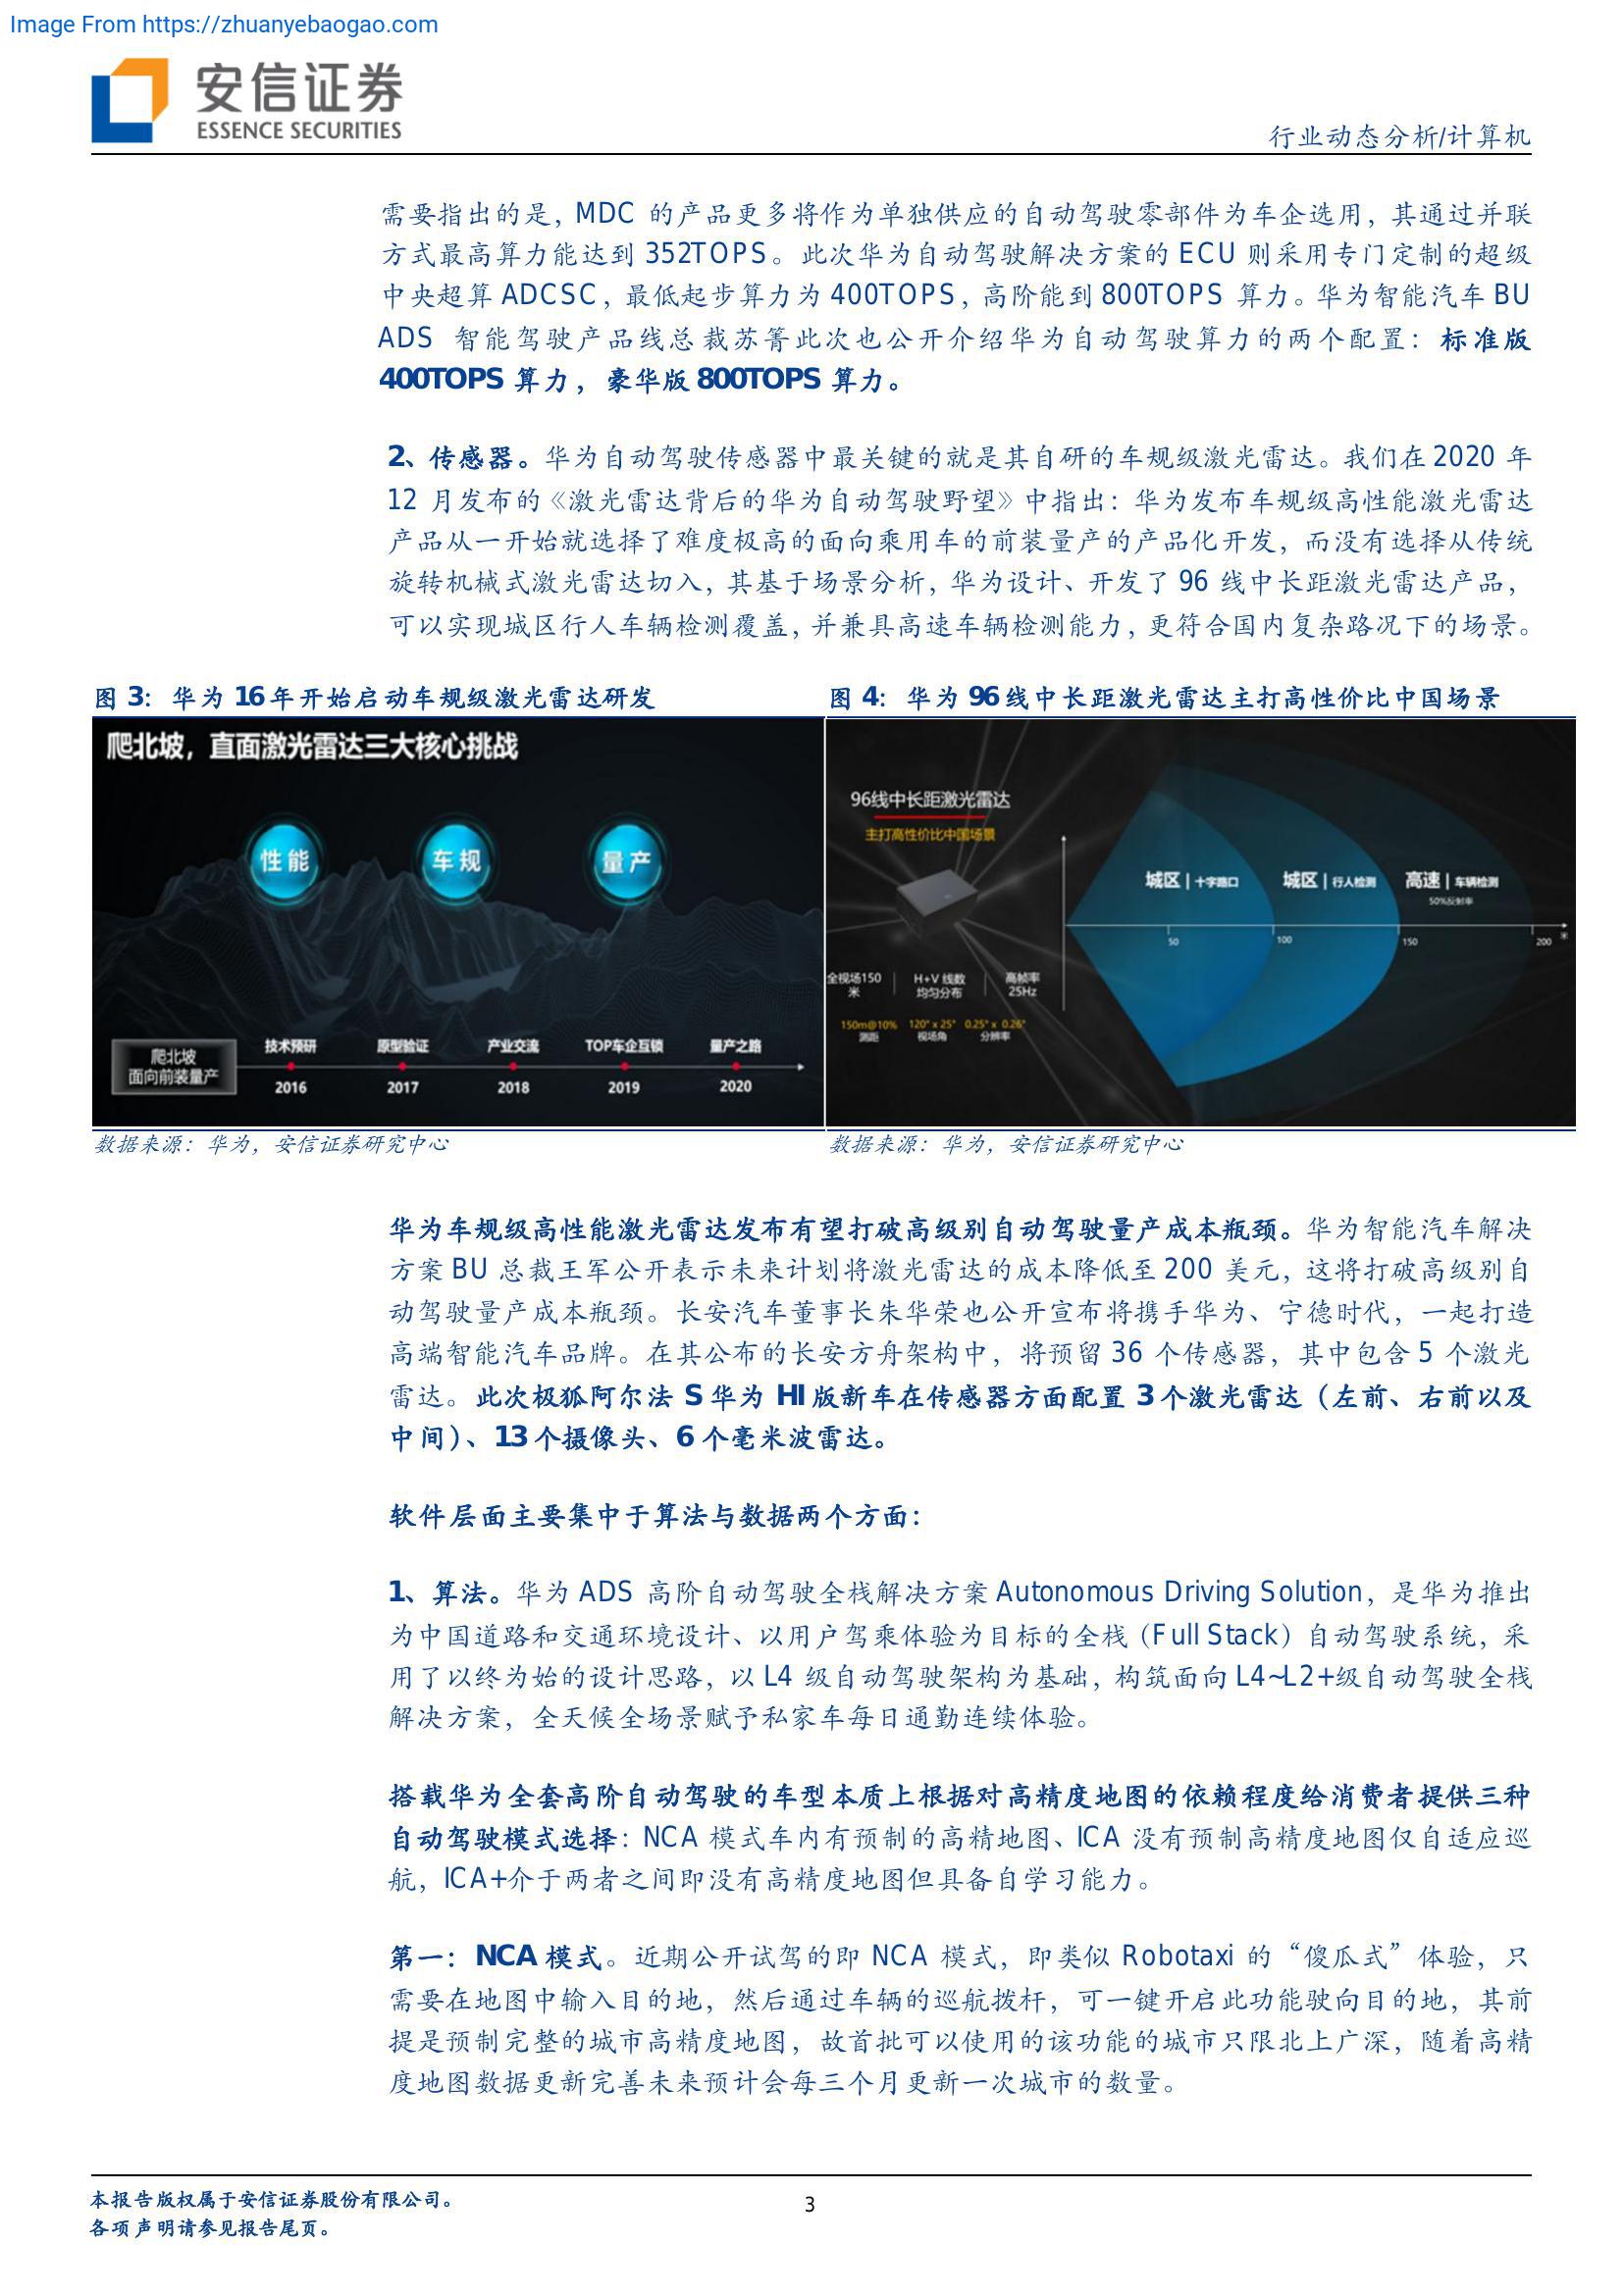 Image From https://zhuanyebaogao.com
安信证券
ESSENCE SECURITIES
行业动态分析/计算机
需要指出的是，MDC 的产品更多将作为单独供应的自动驾驶零部件为车企选用，其通过并联
方式最高算力能达到 352TOPS。此次华为自动驾驶解决方案的 ECU 则采用专门定制的超级
中央超算 ADCSC，最低起步算力为 400TOPS，高阶能到 800TOPS 算力。华为智能汽车 BU
ADS 智能驾驶产品线总裁苏箐此次也公开介绍华为自动驾驶算力的两个配置：标准版
400TOPS 算力，豪华版 800TOPS 算力。
2、传感器。华为自动驾驶传感器中最关键的就是其自研的车规级激光雷达。我们在 2020 年
12 月发布的《激光雷达背后的华为自动驾驶野望》中指出：华为发布车规级高性能激光雷达
产品从一开始就选择了难度极高的面向乘用车的前装量产的产品化开发，而没有选择从传统
旋转机械式激光雷达切入，其基于场景分析，华为设计、开发了 96 线中长距激光雷达产品，
可以实现城区行人车辆检测覆盖，并兼具高速车辆检测能力，更符合国内复杂路况下的场景。
图 3：华为 16 年开始启动车规级激光雷达研发
爬北坡，直面激光雷达三大核心挑战
性能 车规 量产
爬北坡
面向前装量产
技术预研 原型验证 产业交流 TOP车企互锁 量产之路
2016 2017 2018 2019 2020
数据来源：华为，安信证券研究中心
图 4：华为 96 线中长距激光雷达主打高性价比中国场景
96线中长距激光雷达
主打高性价比中国场景
城区 | 十字路口 城区 | 行人检测 高速 | 车辆检测
50%反射率
50 100 150 200 米
全视场150米 H+V 线数均匀分布 高帧率25Hz
150m@10% 120° x 25° 0.25° x 0.26°
测距 视场角 分辨率
数据来源：华为，安信证券研究中心
华为车规级高性能激光雷达发布有望打破高级别自动驾驶量产成本瓶颈。华为智能汽车解决
方案 BU 总裁王军公开表示未来计划将激光雷达的成本降低至 200 美元，这将打破高级别自
动驾驶量产成本瓶颈。长安汽车董事长朱华荣也公开宣布将携手华为、宁德时代，一起打造
高端智能汽车品牌。在其公布的长安方舟架构中，将预留 36 个传感器，其中包含 5 个激光
雷达。此次极狐阿尔法 S 华为 HI 版新车在传感器方面配置 3 个激光雷达（左前、右前以及
中间）、13 个摄像头、6 个毫米波雷达。
软件层面主要集中于算法与数据两个方面：
1、算法。华为 ADS 高阶自动驾驶全栈解决方案 Autonomous Driving Solution，是华为推出
为中国道路和交通环境设计、以用户驾乘体验为目标的全栈（Full Stack）自动驾驶系统，采
用了以终为始的设计思路，以 L4 级自动驾驶架构为基础，构筑面向 L4~L2+级自动驾驶全栈
解决方案，全天候全场景赋予私家车每日通勤连续体验。
搭载华为全套高阶自动驾驶的车型本质上根据对高精度地图的依赖程度给消费者提供三种
自动驾驶模式选择：NCA 模式车内有预制的高精地图、ICA 没有预制高精度地图仅自适应巡
航，ICA+介于两者之间即没有高精度地图但具备自学习能力。
第一：NCA 模式。近期公开试驾的即 NCA 模式，即类似 Robotaxi 的“傻瓜式”体验，只
需要在地图中输入目的地，然后通过车辆的巡航拨杆，可一键开启此功能驶向目的地，其前
提是预制完整的城市高精度地图，故首批可以使用的该功能的城市只限北上广深，随着高精
度地图数据更新完善未来预计会每三个月更新一次城市的数量。
本报告版权属于安信证券股份有限公司。
各项声明请参见报告尾页。
3